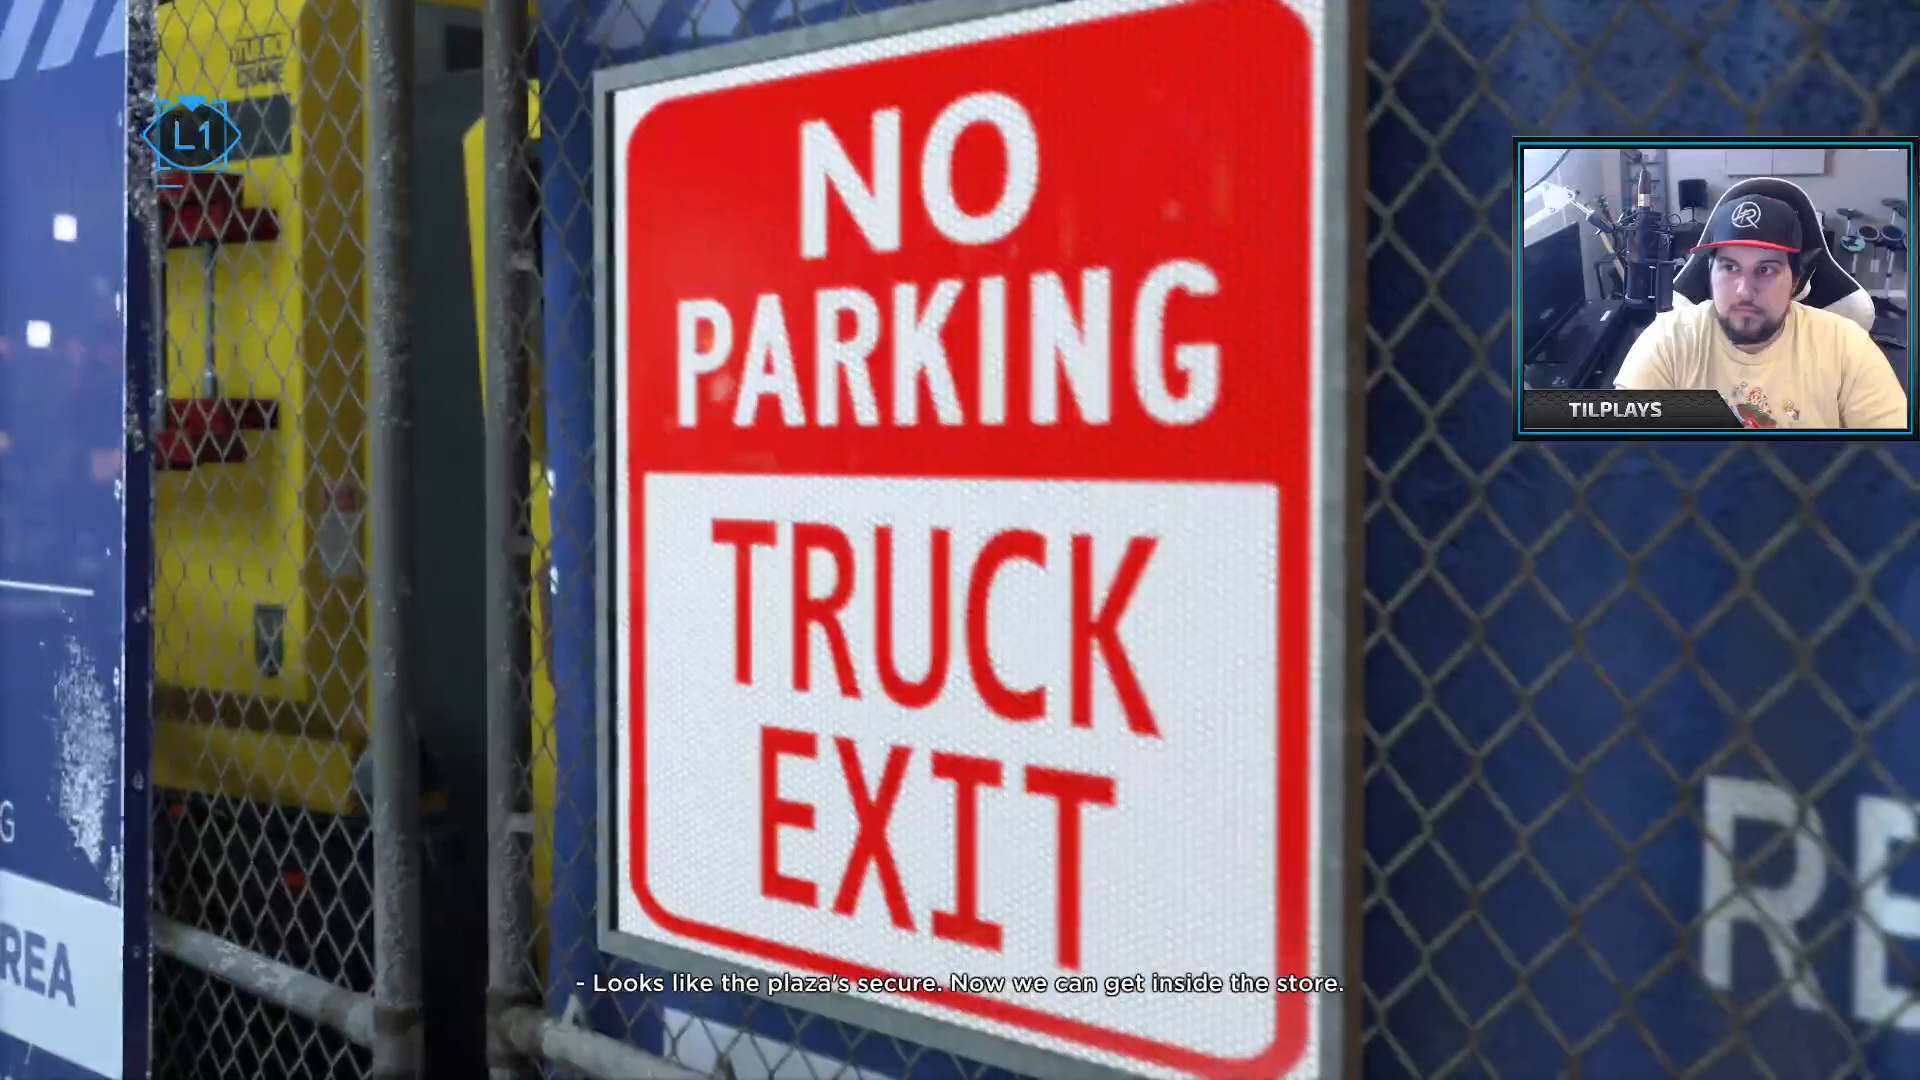 L1
NO
PARKING
TRUCK
EXIT
TILPLAYS
G
REA
RE
- Looks like the plaza's secure. Now we can get inside the store.